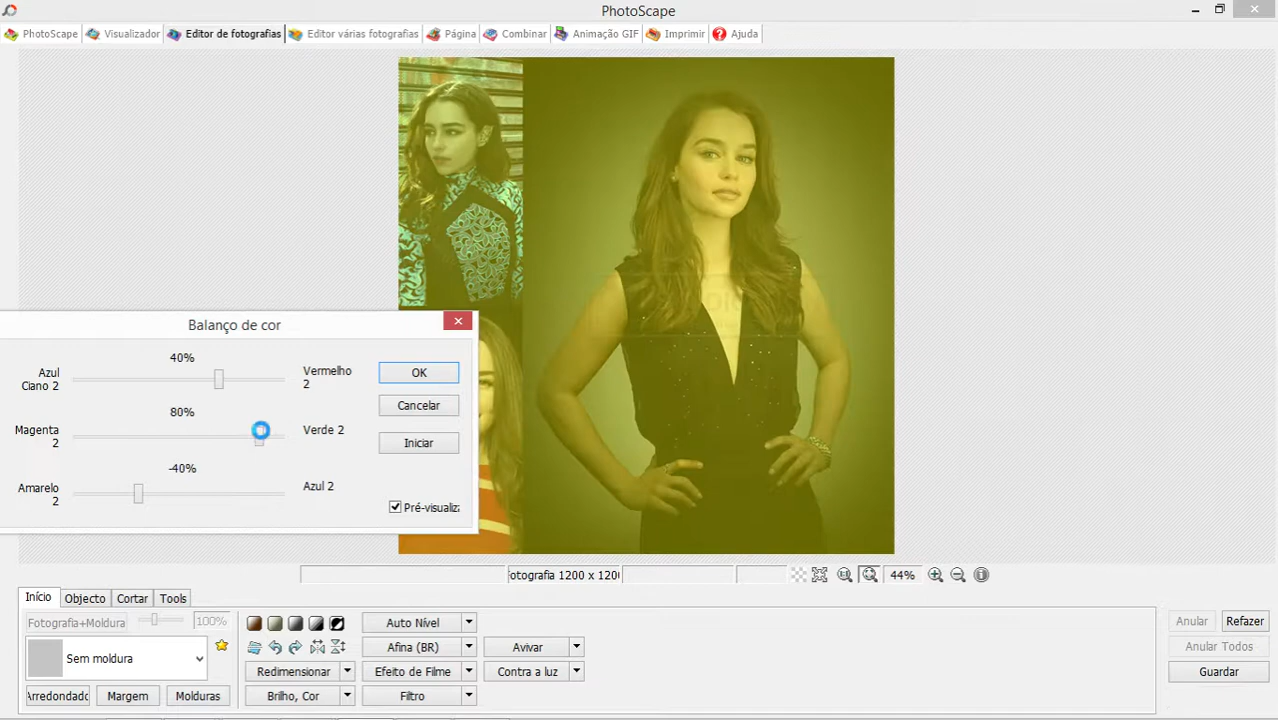 PhotoScape
PhotoScape
Visualizador
Editor de fotografias
Editor várias fotografias
Página
Combinar
Animação GIF
Imprimir
Ajuda
Balanço de cor
40%
Azul
Ciano 2
Vermelho
2
OK
80%
Cancelar
Magenta
2
Verde 2
Iniciar
-40%
Amarelo
2
Azul 2
Pré-visualiz
otografia 1200 x 120
44%
Início
Objecto
Cortar
Tools
Fotografia+Moldura
100%
Auto Nível
Anular
Refazer
Sem moldura
Afina (BR)
Avivar
Anular Todos
Redimensionar
Efeito de Filme
Contra a luz
Guardar
Arredondado
Margem
Molduras
Brilho, Cor
Filtro